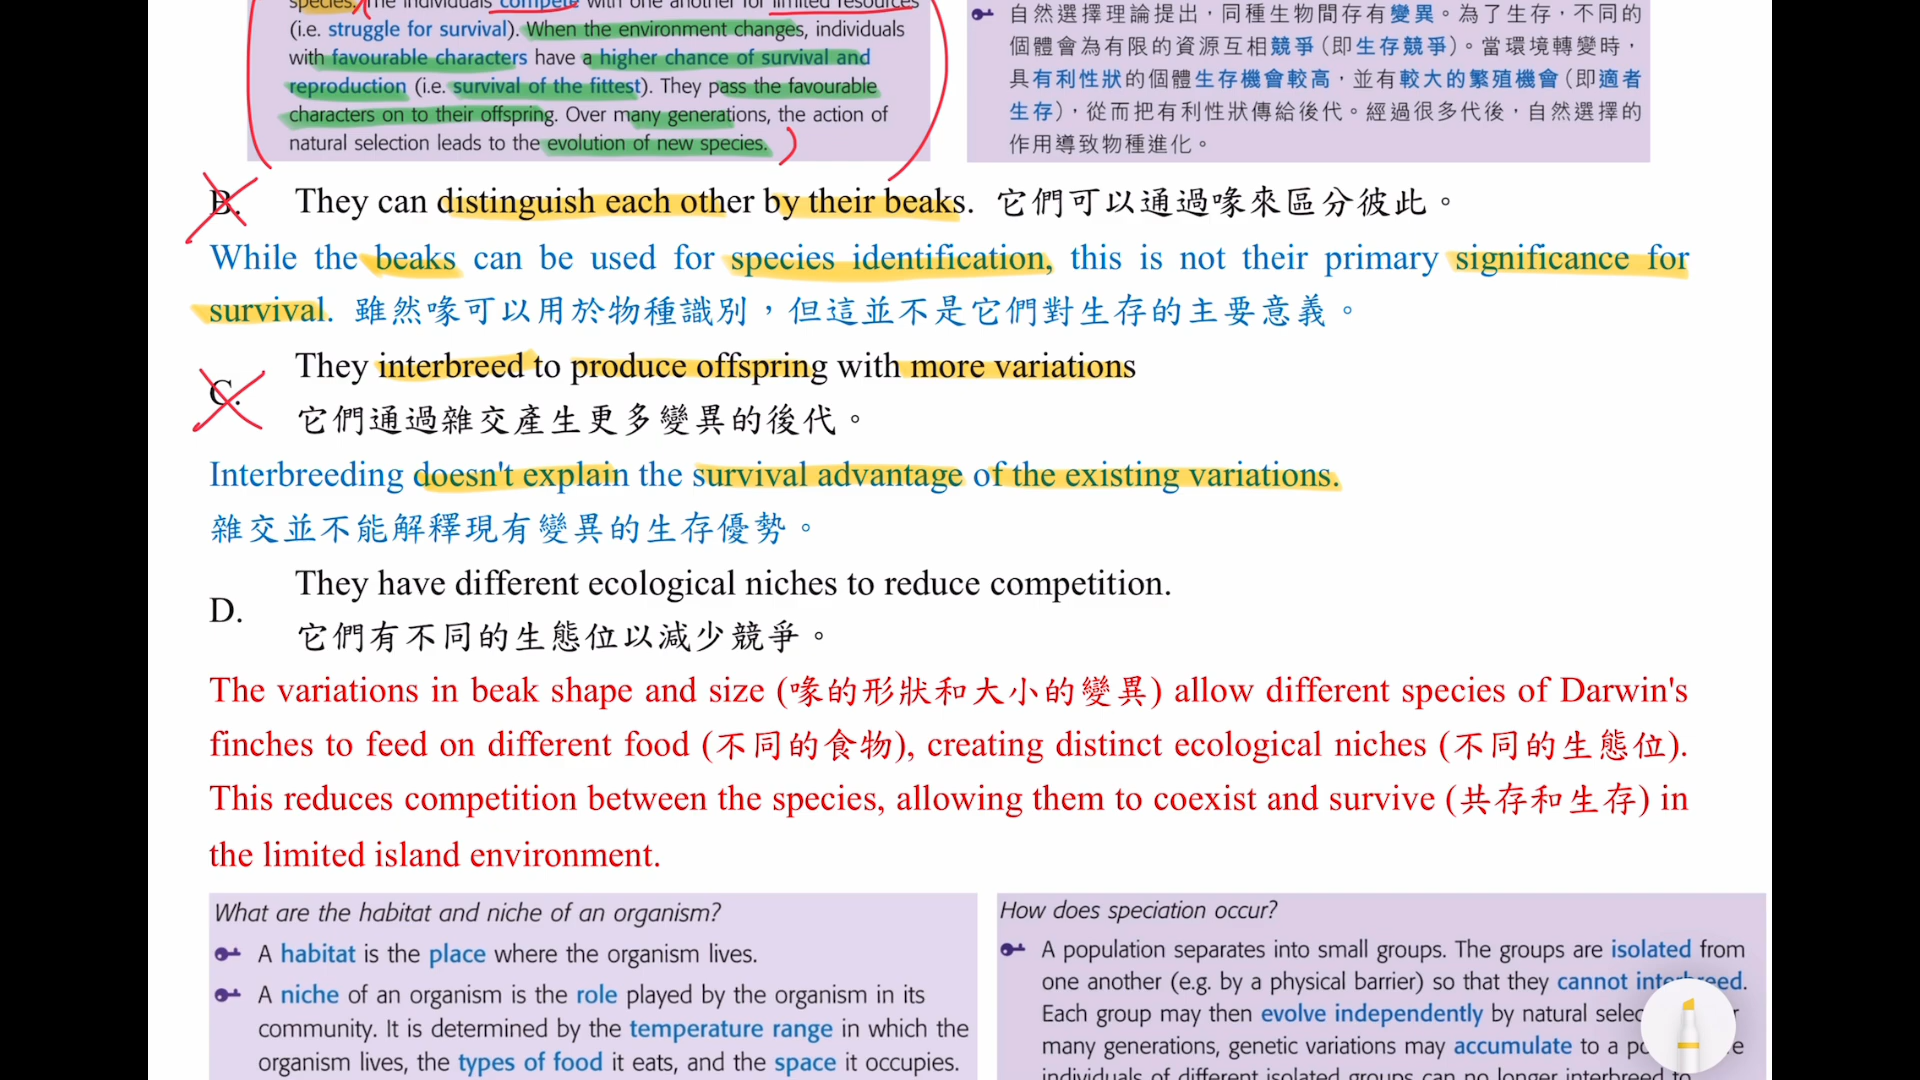 species. The individuals compete with one another for limited resources
(i.e. struggle for survival). When the environment changes, individuals
with favourable characters have a higher chance of survival and
reproduction (i.e. survival of the fittest). They pass the favourable
characters on to their offspring. Over many generations, the action of
natural selection leads to the evolution of new species.
自然選擇理論提出，同種生物間存有變異。為了生存，不同的
個體會為有限的資源互相競爭（即生存競爭）。當環境轉變時，
具有利性狀的個體生存機會較高，並有較大的繁殖機會（即適者
生存），從而把有利性狀傳給後代。經過很多代後，自然選擇的
作用導致物種進化。
B. They can distinguish each other by their beaks. 它們可以通過喙來區分彼此。
While the beaks can be used for species identification, this is not their primary significance for
survival. 雖然喙可以用於物種識別，但這並不是它們對生存的主要意義。
They interbreed to produce offspring with more variations
C.
它們通過雜交產生更多變異的後代。
Interbreeding doesn't explain the survival advantage of the existing variations.
雜交並不能解釋現有變異的生存優勢。
They have different ecological niches to reduce competition.
D.
它們有不同的生態位以減少競爭。
The variations in beak shape and size (喙的形狀和大小的變異) allow different species of Darwin's
finches to feed on different food (不同的食物), creating distinct ecological niches (不同的生態位).
This reduces competition between the species, allowing them to coexist and survive (共存和生存) in
the limited island environment.
What are the habitat and niche of an organism?
A habitat is the place where the organism lives.
A niche of an organism is the role played by the organism in its
community. It is determined by the temperature range in which the
organism lives, the types of food it eats, and the space it occupies.
How does speciation occur?
A population separates into small groups. The groups are isolated from
one another (e.g. by a physical barrier) so that they cannot interbreed.
Each group may then evolve independently by natural
many generations, genetic variations may accumulate to a
individuals of different isolated groups can no longer interbreed to